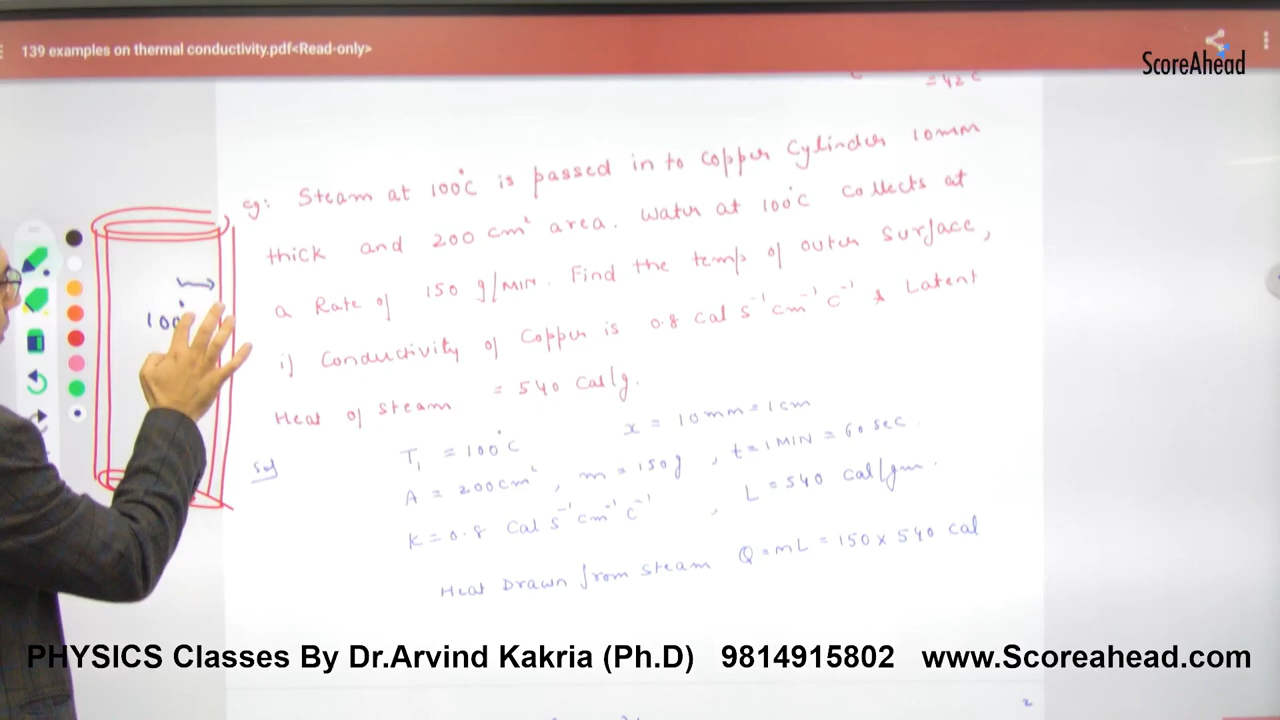 139 examples on thermal conductivity.pdf<Read-only>
ScoreAhead
= 42°C
eg: Steam at 100°C is passed in to copper Cylinder 10mm
thick and 200 cm² area. Water at 100°C collects at
a Rate of 150 g/MIN. Find the temp of outer surface,
if Conductivity of Copper is 0.8 Cal s⁻¹ cm⁻¹ c⁻¹ & Latent
Heat of steam = 540 Cal/g.
100°
Sol T₁ = 100°C x = 10mm = 1cm
A = 200cm², m = 150g, t = 1 MIN = 60 sec.
K = 0.8 Cal s⁻¹ cm⁻¹ c⁻¹, L = 540 cal/gm.
Heat Drawn from steam Q = mL = 150 x 540 cal
PHYSICS Classes By Dr.Arvind Kakria (Ph.D) 9814915802 www.Scoreahead.com
2